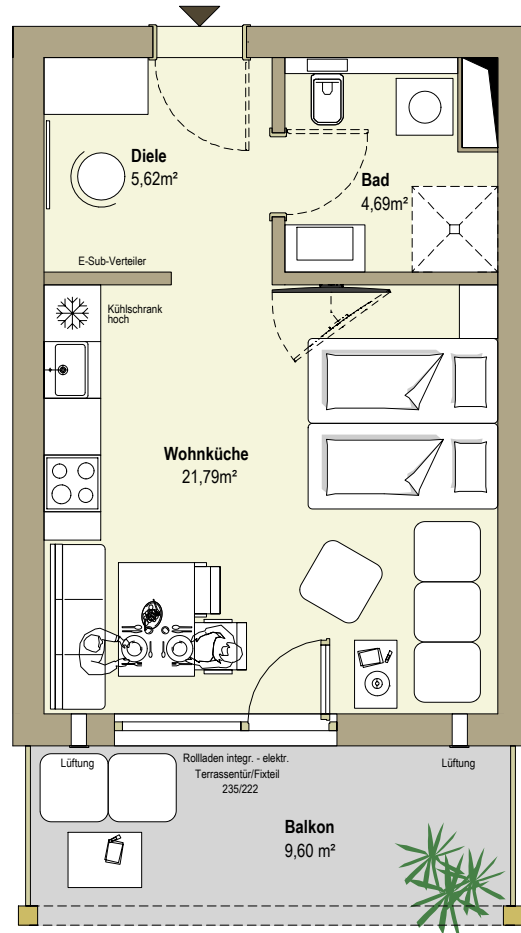 Diele
5,62m²
Bad
4,69m²
E-Sub-Verteiler
Kühlschrank
hoch
Wohnküche
21,79m²
Lüftung
Rollladen integr. - elektr.
Terrassentür/Fixteil
235/222
Lüftung
Balkon
9,60 m²